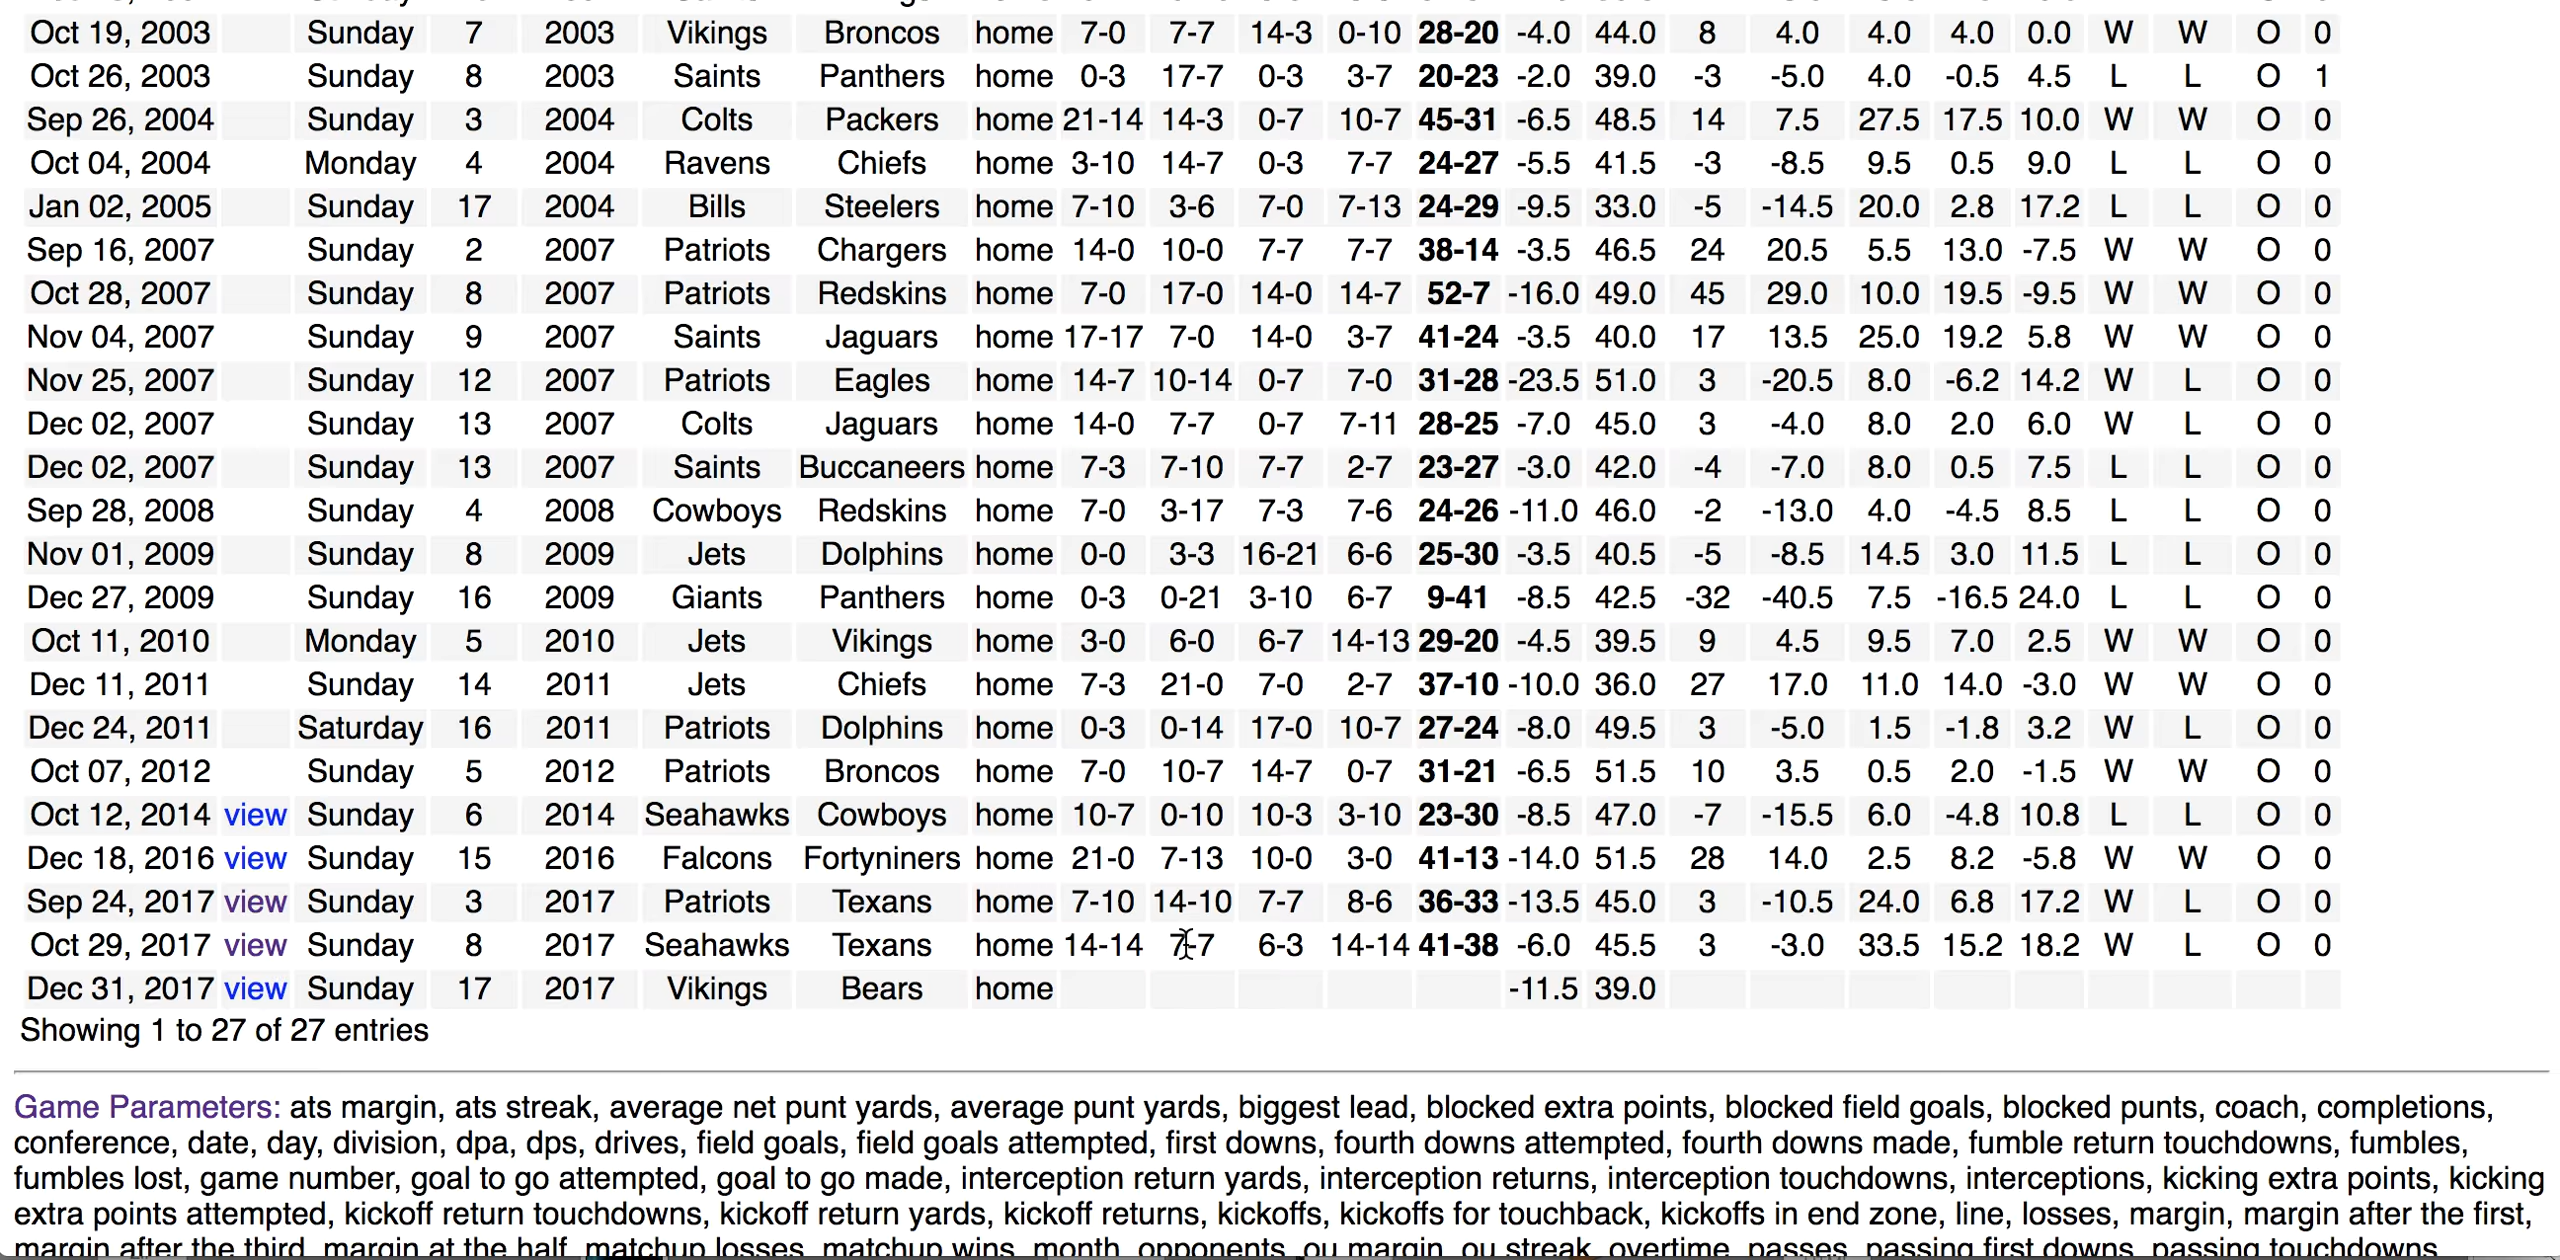 Oct 19, 2003 Sunday 7 2003 Vikings Broncos home 7-0 7-7 14-3 0-10 28-20 -4.0 44.0 8 4.0 4.0 4.0 0.0 W W O 0
Oct 26, 2003 Sunday 8 2003 Saints Panthers home 0-3 17-7 0-3 3-7 20-23 -2.0 39.0 -3 -5.0 4.0 -0.5 4.5 L L O 1
Sep 26, 2004 Sunday 3 2004 Colts Packers home 21-14 14-3 0-7 10-7 45-31 -6.5 48.5 14 7.5 27.5 17.5 10.0 W W O 0
Oct 04, 2004 Monday 4 2004 Ravens Chiefs home 3-10 14-7 0-3 7-7 24-27 -5.5 41.5 -3 -8.5 9.5 0.5 9.0 L L O 0
Jan 02, 2005 Sunday 17 2004 Bills Steelers home 7-10 3-6 7-0 7-13 24-29 -9.5 33.0 -5 -14.5 20.0 2.8 17.2 L L O 0
Sep 16, 2007 Sunday 2 2007 Patriots Chargers home 14-0 10-0 7-7 7-7 38-14 -3.5 46.5 24 20.5 5.5 13.0 -7.5 W W O 0
Oct 28, 2007 Sunday 8 2007 Patriots Redskins home 7-0 17-0 14-0 14-7 52-7 -16.0 49.0 45 29.0 10.0 19.5 -9.5 W W O 0
Nov 04, 2007 Sunday 9 2007 Saints Jaguars home 17-17 7-0 14-0 3-7 41-24 -3.5 40.0 17 13.5 25.0 19.2 5.8 W W O 0
Nov 25, 2007 Sunday 12 2007 Patriots Eagles home 14-7 10-14 0-7 7-0 31-28 -23.5 51.0 3 -20.5 8.0 -6.2 14.2 W L O 0
Dec 02, 2007 Sunday 13 2007 Colts Jaguars home 14-0 7-7 0-7 7-11 28-25 -7.0 45.0 3 -4.0 8.0 2.0 6.0 W L O 0
Dec 02, 2007 Sunday 13 2007 Saints Buccaneers home 7-3 7-10 7-7 2-7 23-27 -3.0 42.0 -4 -7.0 8.0 0.5 7.5 L L O 0
Sep 28, 2008 Sunday 4 2008 Cowboys Redskins home 7-0 3-17 7-3 7-6 24-26 -11.0 46.0 -2 -13.0 4.0 -4.5 8.5 L L O 0
Nov 01, 2009 Sunday 8 2009 Jets Dolphins home 0-0 3-3 16-21 6-6 25-30 -3.5 40.5 -5 -8.5 14.5 3.0 11.5 L L O 0
Dec 27, 2009 Sunday 16 2009 Giants Panthers home 0-3 0-21 3-10 6-7 9-41 -8.5 42.5 -32 -40.5 7.5 -16.5 24.0 L L O 0
Oct 11, 2010 Monday 5 2010 Jets Vikings home 3-0 6-0 6-7 14-13 29-20 -4.5 39.5 9 4.5 9.5 7.0 2.5 W W O 0
Dec 11, 2011 Sunday 14 2011 Jets Chiefs home 7-3 21-0 7-0 2-7 37-10 -10.0 36.0 27 17.0 11.0 14.0 -3.0 W W O 0
Dec 24, 2011 Saturday 16 2011 Patriots Dolphins home 0-3 0-14 17-0 10-7 27-24 -8.0 49.5 3 -5.0 1.5 -1.8 3.2 W L O 0
Oct 07, 2012 Sunday 5 2012 Patriots Broncos home 7-0 10-7 14-7 0-7 31-21 -6.5 51.5 10 3.5 0.5 2.0 -1.5 W W O 0
Oct 12, 2014 view Sunday 6 2014 Seahawks Cowboys home 10-7 0-10 10-3 3-10 23-30 -8.5 47.0 -7 -15.5 6.0 -4.8 10.8 L L O 0
Dec 18, 2016 view Sunday 15 2016 Falcons Fortyniners home 21-0 7-13 10-0 3-0 41-13 -14.0 51.5 28 14.0 2.5 8.2 -5.8 W W O 0
Sep 24, 2017 view Sunday 3 2017 Patriots Texans home 7-10 14-10 7-7 8-6 36-33 -13.5 45.0 3 -10.5 24.0 6.8 17.2 W L O 0
Oct 29, 2017 view Sunday 8 2017 Seahawks Texans home 14-14 7-7 6-3 14-14 41-38 -6.0 45.5 3 -3.0 33.5 15.2 18.2 W L O 0
Dec 31, 2017 view Sunday 17 2017 Vikings Bears home -11.5 39.0
Showing 1 to 27 of 27 entries
Game Parameters: ats margin, ats streak, average net punt yards, average punt yards, biggest lead, blocked extra points, blocked field goals, blocked punts, coach, completions,
conference, date, day, division, dpa, dps, drives, field goals, field goals attempted, first downs, fourth downs attempted, fourth downs made, fumble return touchdowns, fumbles,
fumbles lost, game number, goal to go attempted, goal to go made, interception return yards, interception returns, interception touchdowns, interceptions, kicking extra points, kicking
extra points attempted, kickoff return touchdowns, kickoff return yards, kickoff returns, kickoffs, kickoffs for touchback, kickoffs in end zone, line, losses, margin, margin after the first,
margin after the third, margin at the half, matchup losses, matchup wins, month, opponents, ou margin, ou streak, overtime, passes, passing first downs, passing touchdowns,